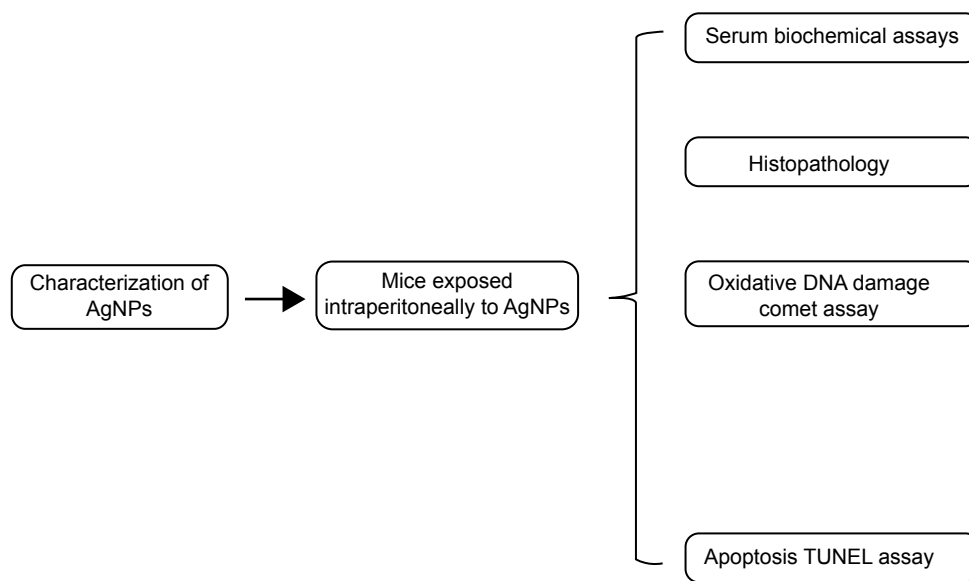 Serum biochemical assays
Histopathology
Characterization of
AgNPs
Mice exposed
intraperitoneally to AgNPs
Oxidative DNA damage
comet assay
Apoptosis TUNEL assay